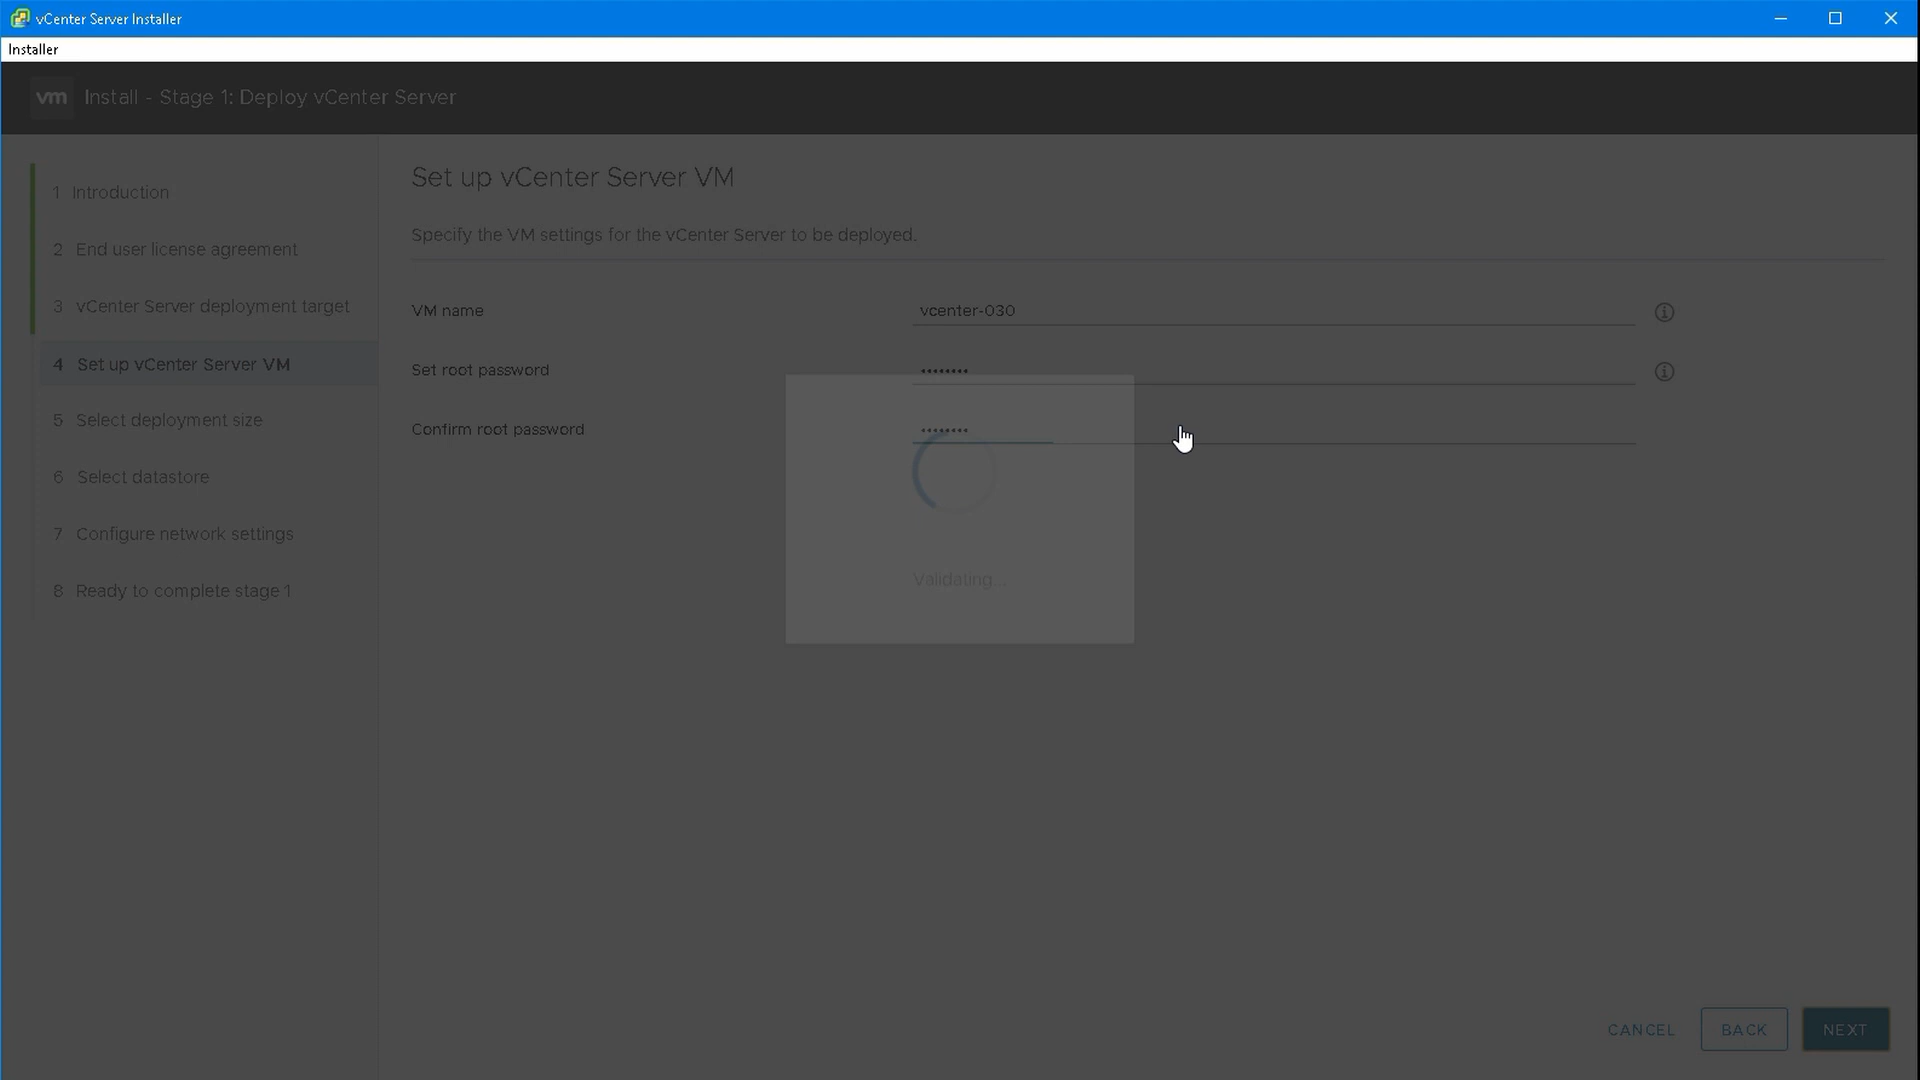 vCenter Server Installer
Installer
vm Install - Stage 1: Deploy vCenter Server
1 Introduction
2 End user license agreement
3 vCenter Server deployment target
4 Set up vCenter Server VM
5 Select deployment size
6 Select datastore
7 Configure network settings
8 Ready to complete stage 1
Set up vCenter Server VM
Specify the VM settings for the vCenter Server to be deployed.
VM name vcenter-030
Set root password ••••••••
Confirm root password ••••••••
Validating...
CANCEL BACK NEXT